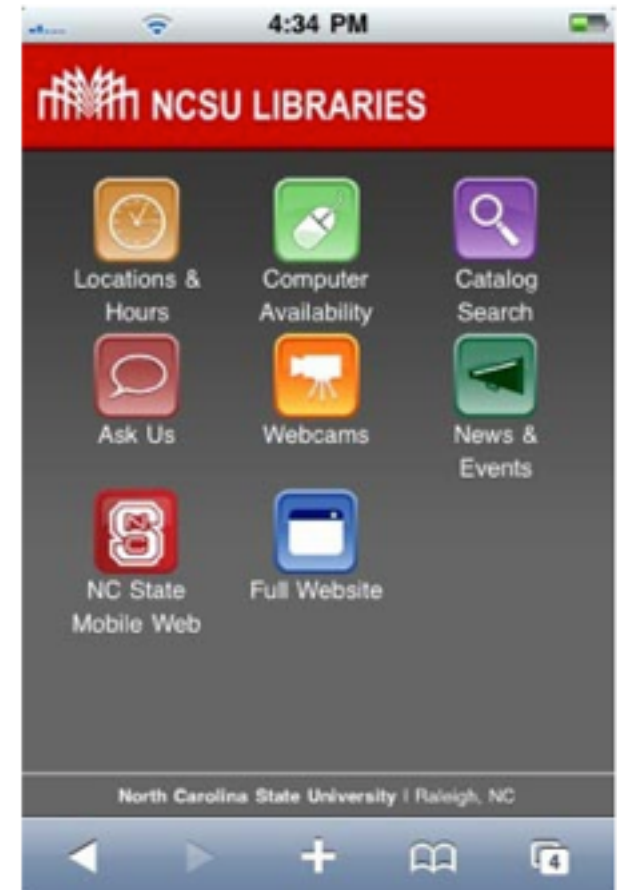 4:34 PM
NCSU LIBRARIES
Locations &
Hours
Computer
Availability
Catalog
Search
Ask Us
Webcams
News &
Events
NC State
Mobile Web
Full Website
North Carolina State University | Raleigh, NC
4